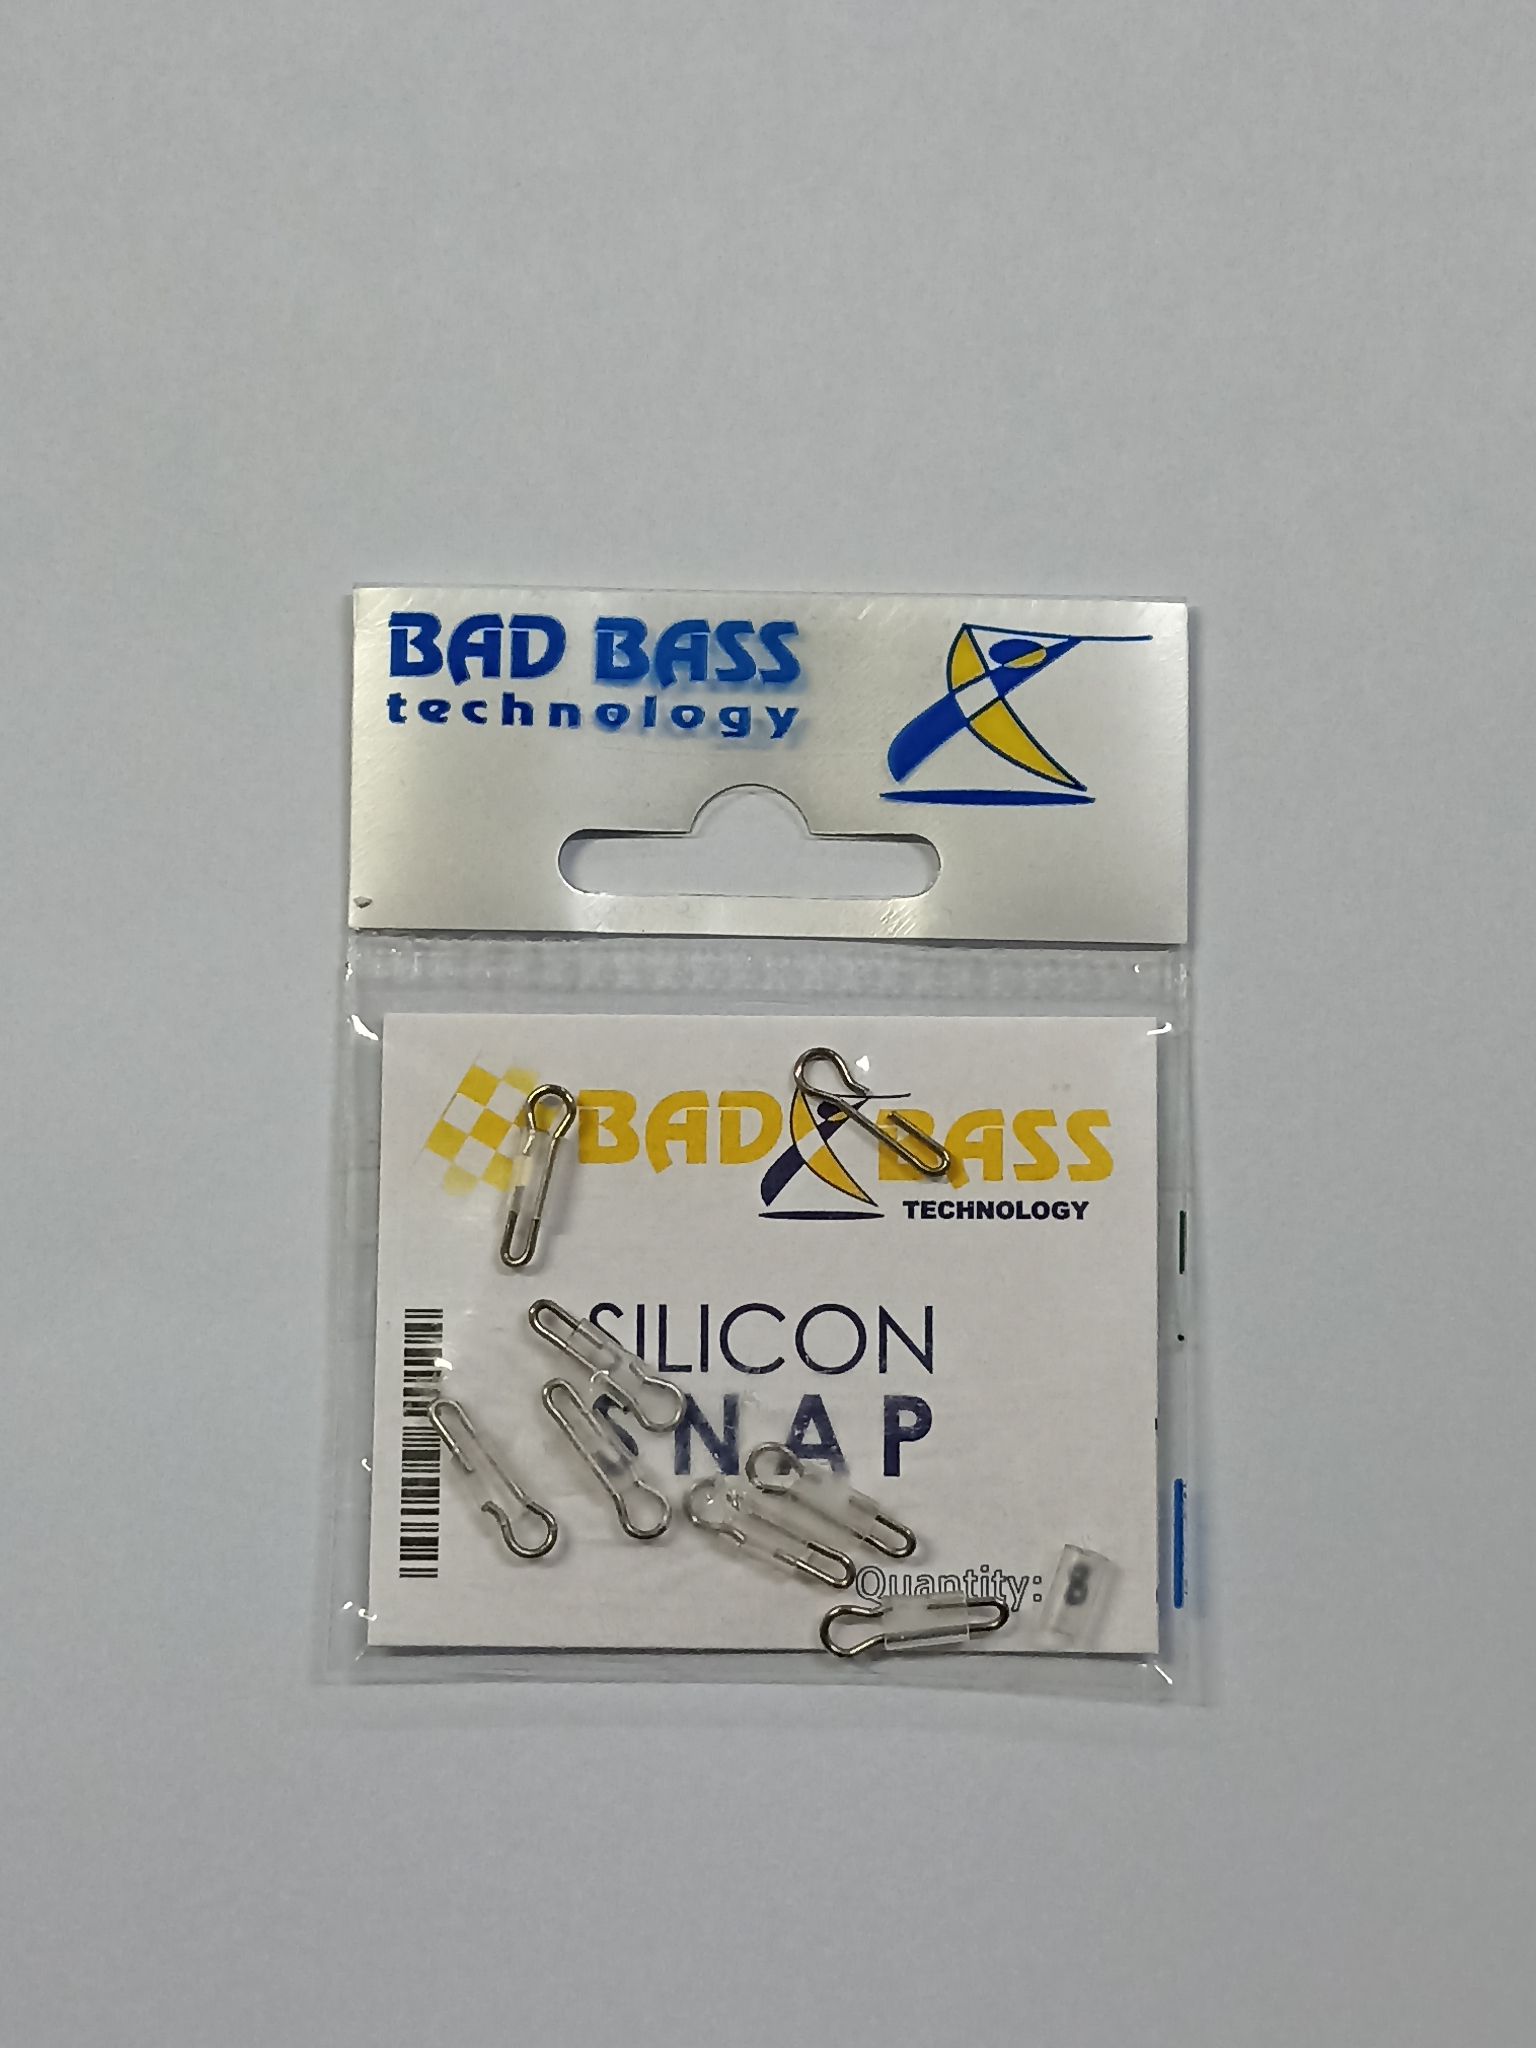 BAD BASS
technology
BAD BASS
TECHNOLOGY
SILICON
SNAP
Quantity: 8